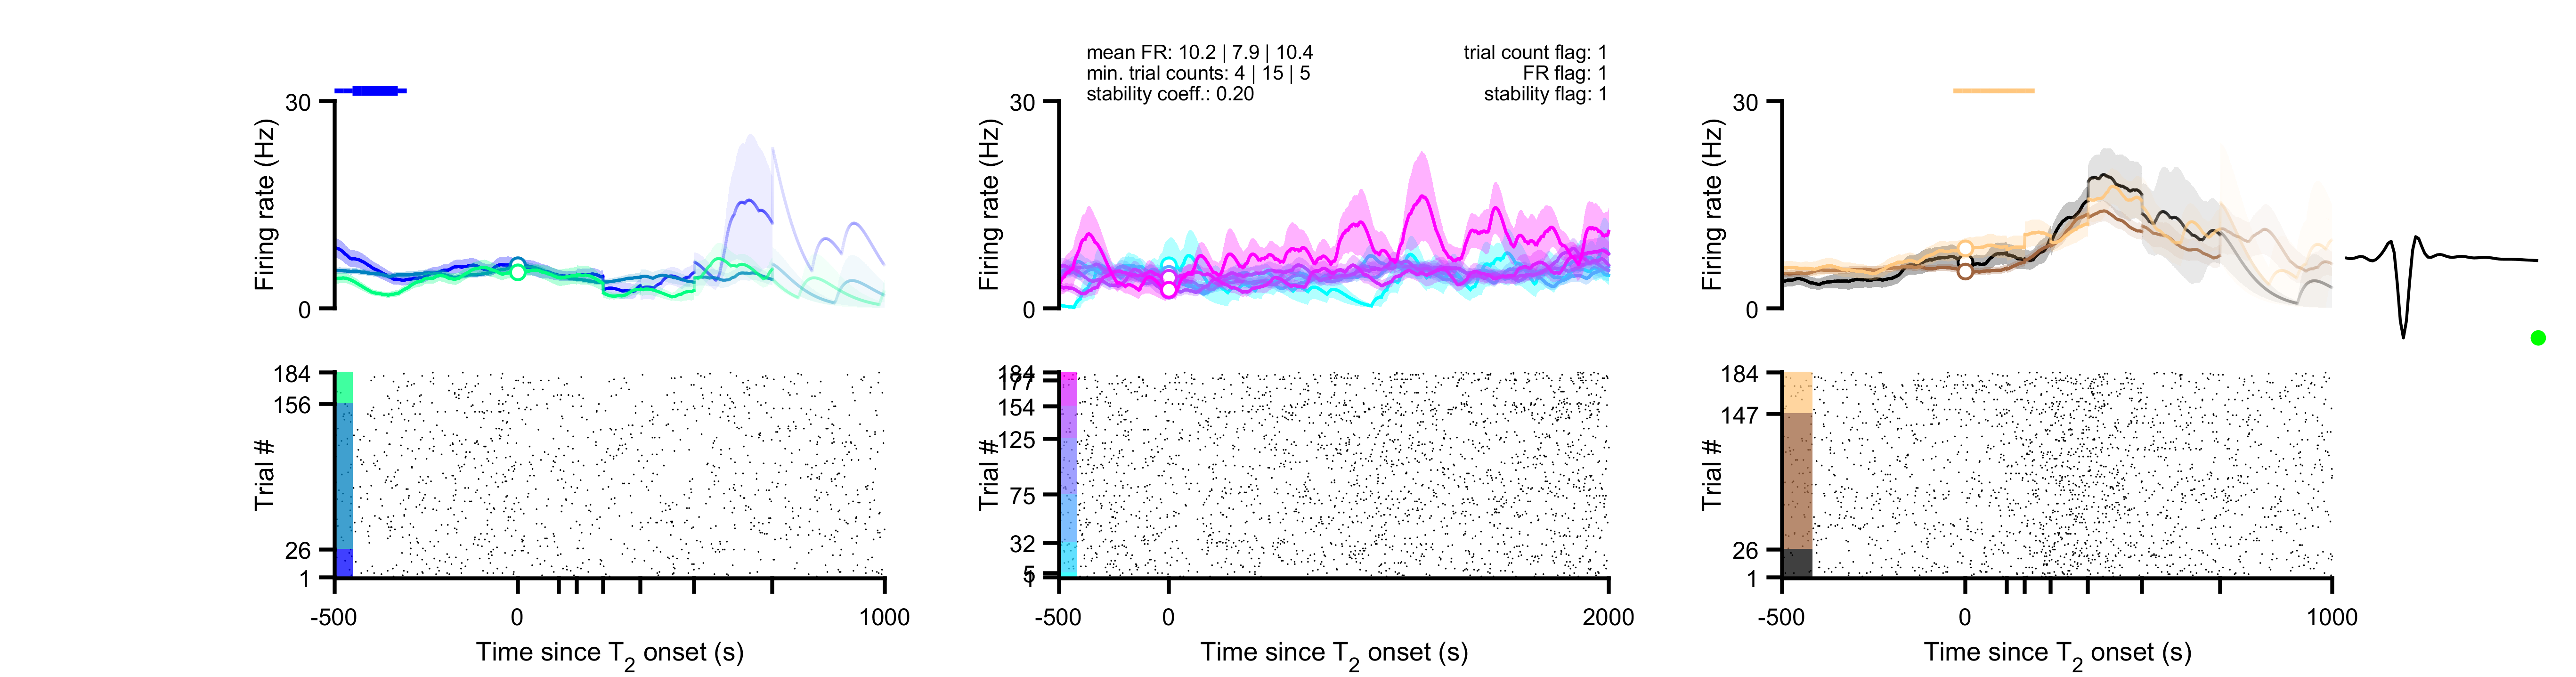 mean FR: 10.2 | 7.9 | 10.4
min. trial counts: 4 | 15 | 5
stability coeff.: 0.20
trial count flag: 1
FR flag: 1
stability flag: 1
30
0
Firing rate (Hz)
30
0
Firing rate (Hz)
30
0
Firing rate (Hz)
184
156
26
1
Trial #
184
177
154
125
75
32
5
1
Trial #
184
147
26
1
Trial #
-500
0
1000
Time since T2 onset (s)
-500
0
2000
Time since T2 onset (s)
-500
0
1000
Time since T2 onset (s)